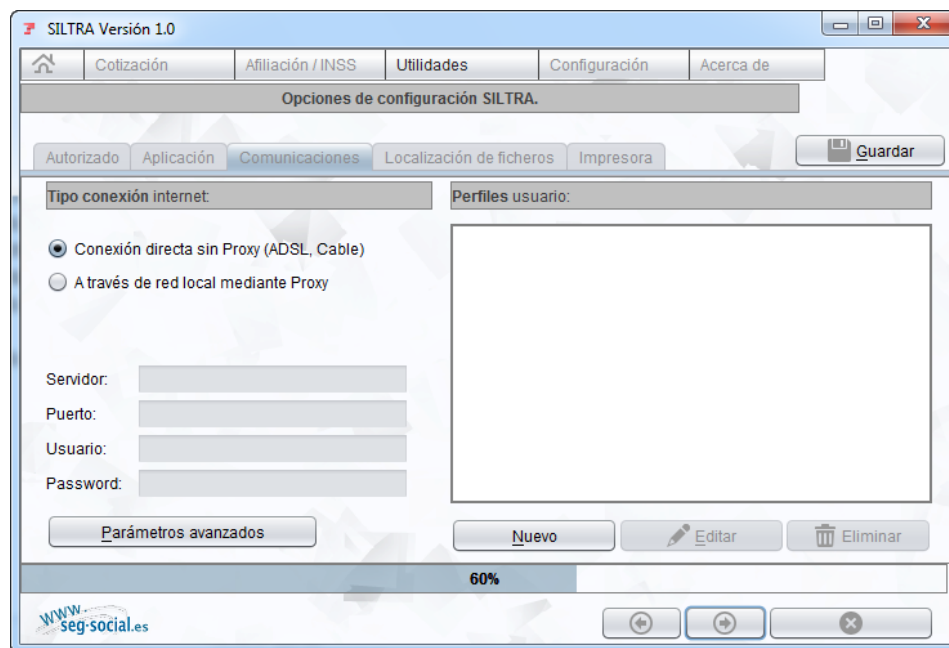 SILTRA Versión 1.0
Cotización Afiliación / INSS Utilidades Configuración Acerca de
Opciones de configuración SILTRA.
Autorizado Aplicación Comunicaciones Localización de ficheros Impresora Guardar
Tipo conexión internet: Perfiles usuario:
Conexión directa sin Proxy (ADSL, Cable)
A través de red local mediante Proxy
Servidor:
Puerto:
Usuario:
Password:
Parámetros avanzados Nuevo Editar Eliminar
60%
www.
seg-social.es